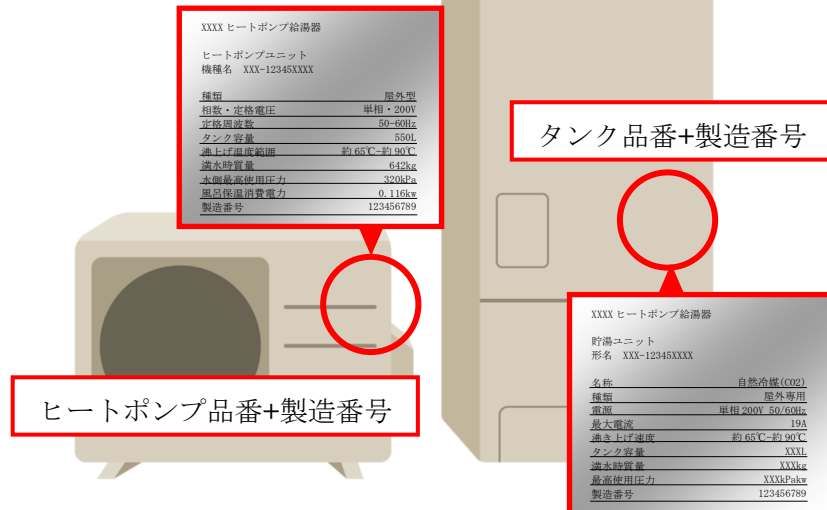 XXXX ヒートポンプ給湯器
ヒートポンプユニット
機種名 XXX-12345XXXX
種類 屋外型
相数・定格電圧 単相・200V
定格周波数 50-60Hz
タンク容量 550L
沸上げ温度範囲 約 65℃-約 90℃
満水時質量 642kg
水側最高使用圧力 320kPa
風呂保温消費電力 0.116kw
製造番号 123456789
タンク品番+製造番号
ヒートポンプ品番+製造番号
XXXX ヒートポンプ給湯器
貯湯ユニット
形名 XXX-12345XXXX
名称 自然冷媒(CO2)
種類 屋外専用
電源 単相 200V 50/60Hz
最大電流 19A
沸き上げ速度 約 65℃-約 90℃
タンク容量 XXXL
満水時質量 XXXkg
最高使用圧力 XXXkPakw
製造番号 123456789